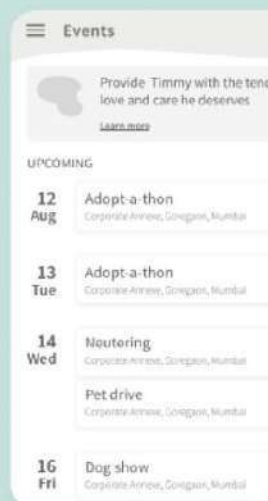 Events
Provide Timmy with the tend
love and care he deserves
Learn more
UPCOMING
12 Adopt-a-thon
Aug Corporate Annexe, Goregaon, Mumbai
13 Adopt-a-thon
Tue Corporate Annexe, Goregaon, Mumbai
14 Neutering
Wed Corporate Annexe, Goregaon, Mumbai
Pet drive
Corporate Annexe, Goregaon, Mumbai
16 Dog show
Fri Corporate Annexe, Goregaon, Mumbai